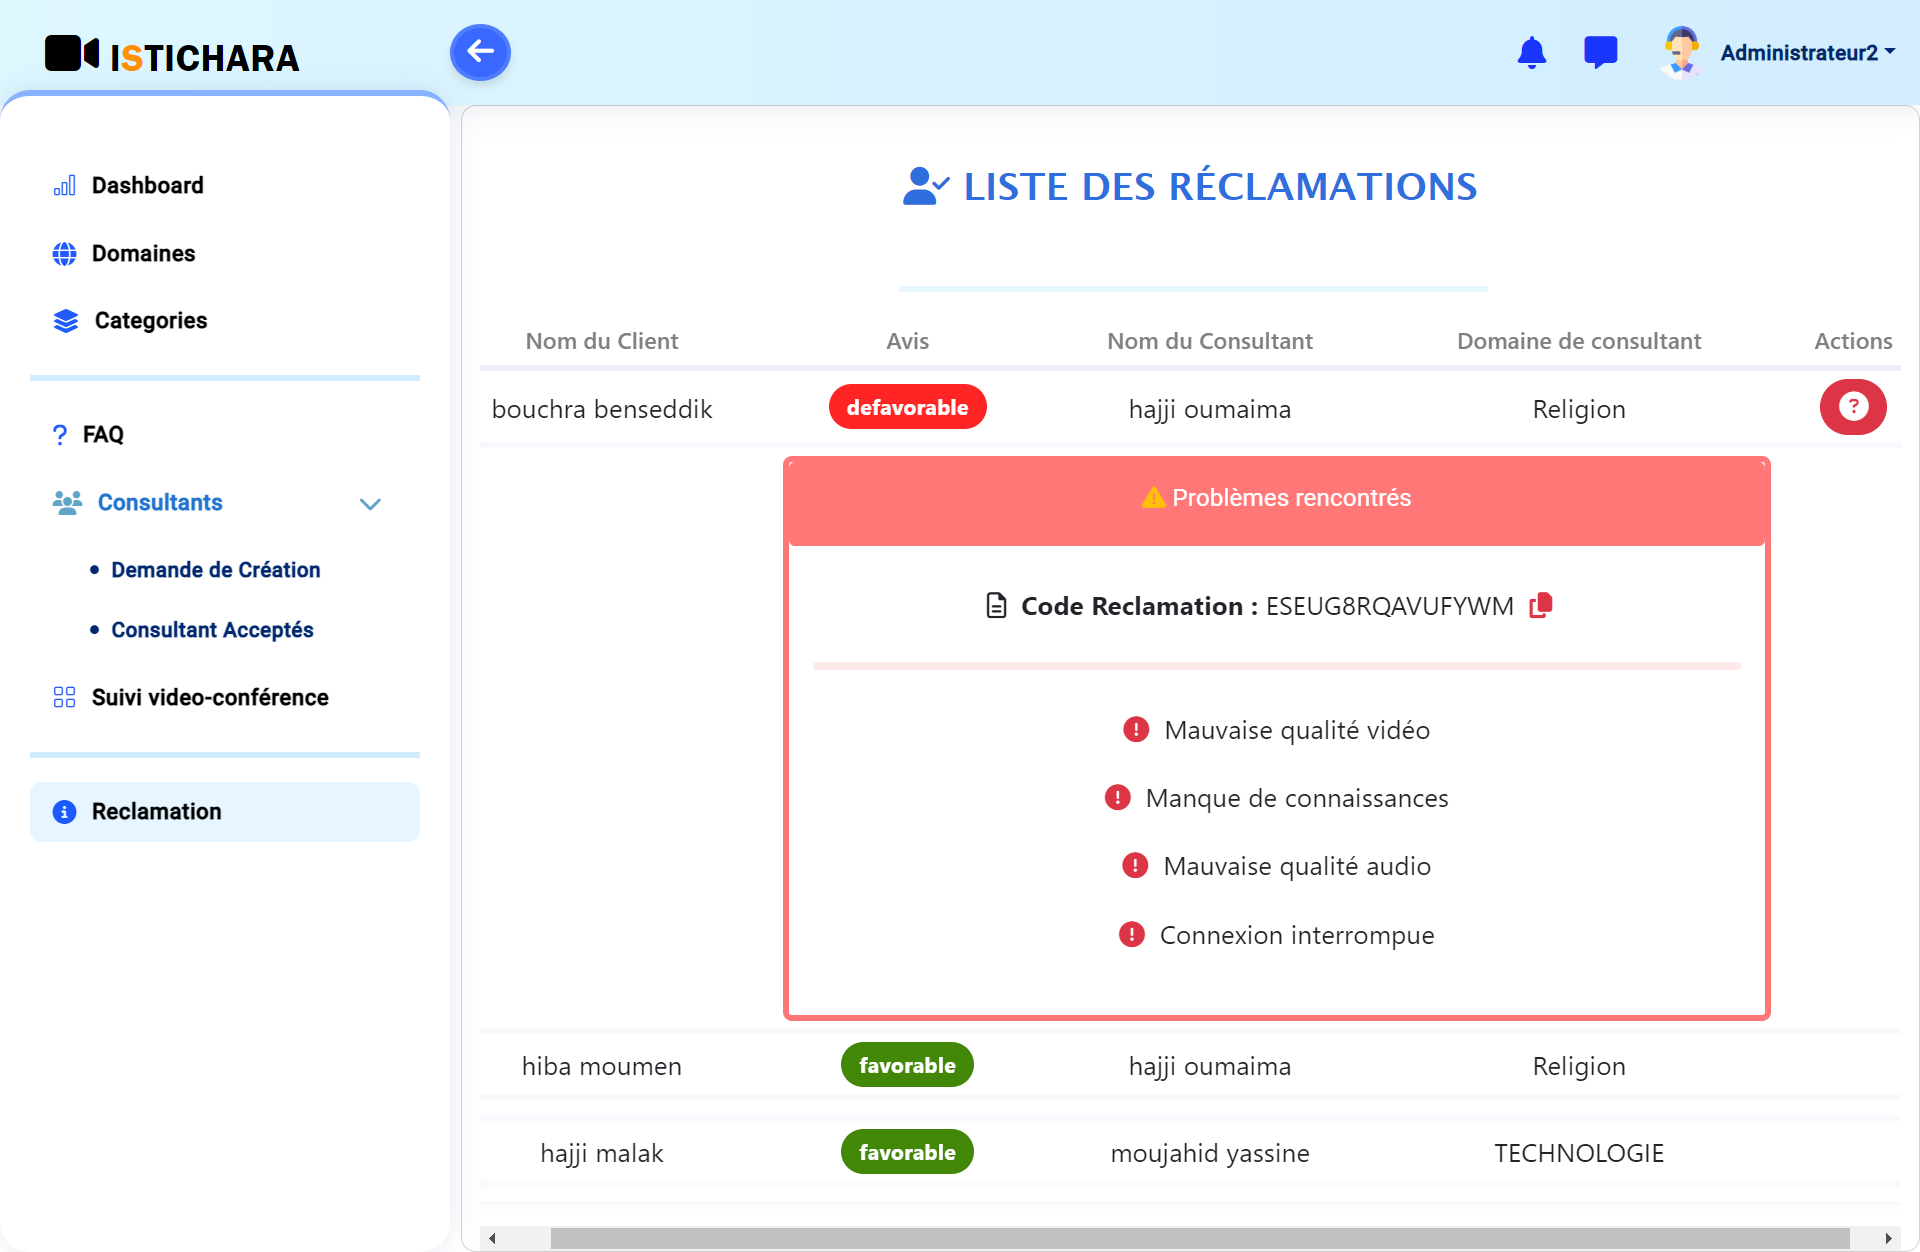 ISTICHARA
Administrateur2
Dashboard
Domaines
Categories
FAQ
Consultants
Demande de Création
Consultant Acceptés
Suivi video-conférence
Reclamation
LISTE DES RÉCLAMATIONS
Nom du Client Avis Nom du Consultant Domaine de consultant Actions
bouchra benseddik defavorable hajji oumaima Religion ?
Problèmes rencontrés
Code Reclamation : ESEUG8RQAVUFYWM
Mauvaise qualité vidéo
Manque de connaissances
Mauvaise qualité audio
Connexion interrompue
hiba moumen favorable hajji oumaima Religion
hajji malak favorable moujahid yassine TECHNOLOGIE